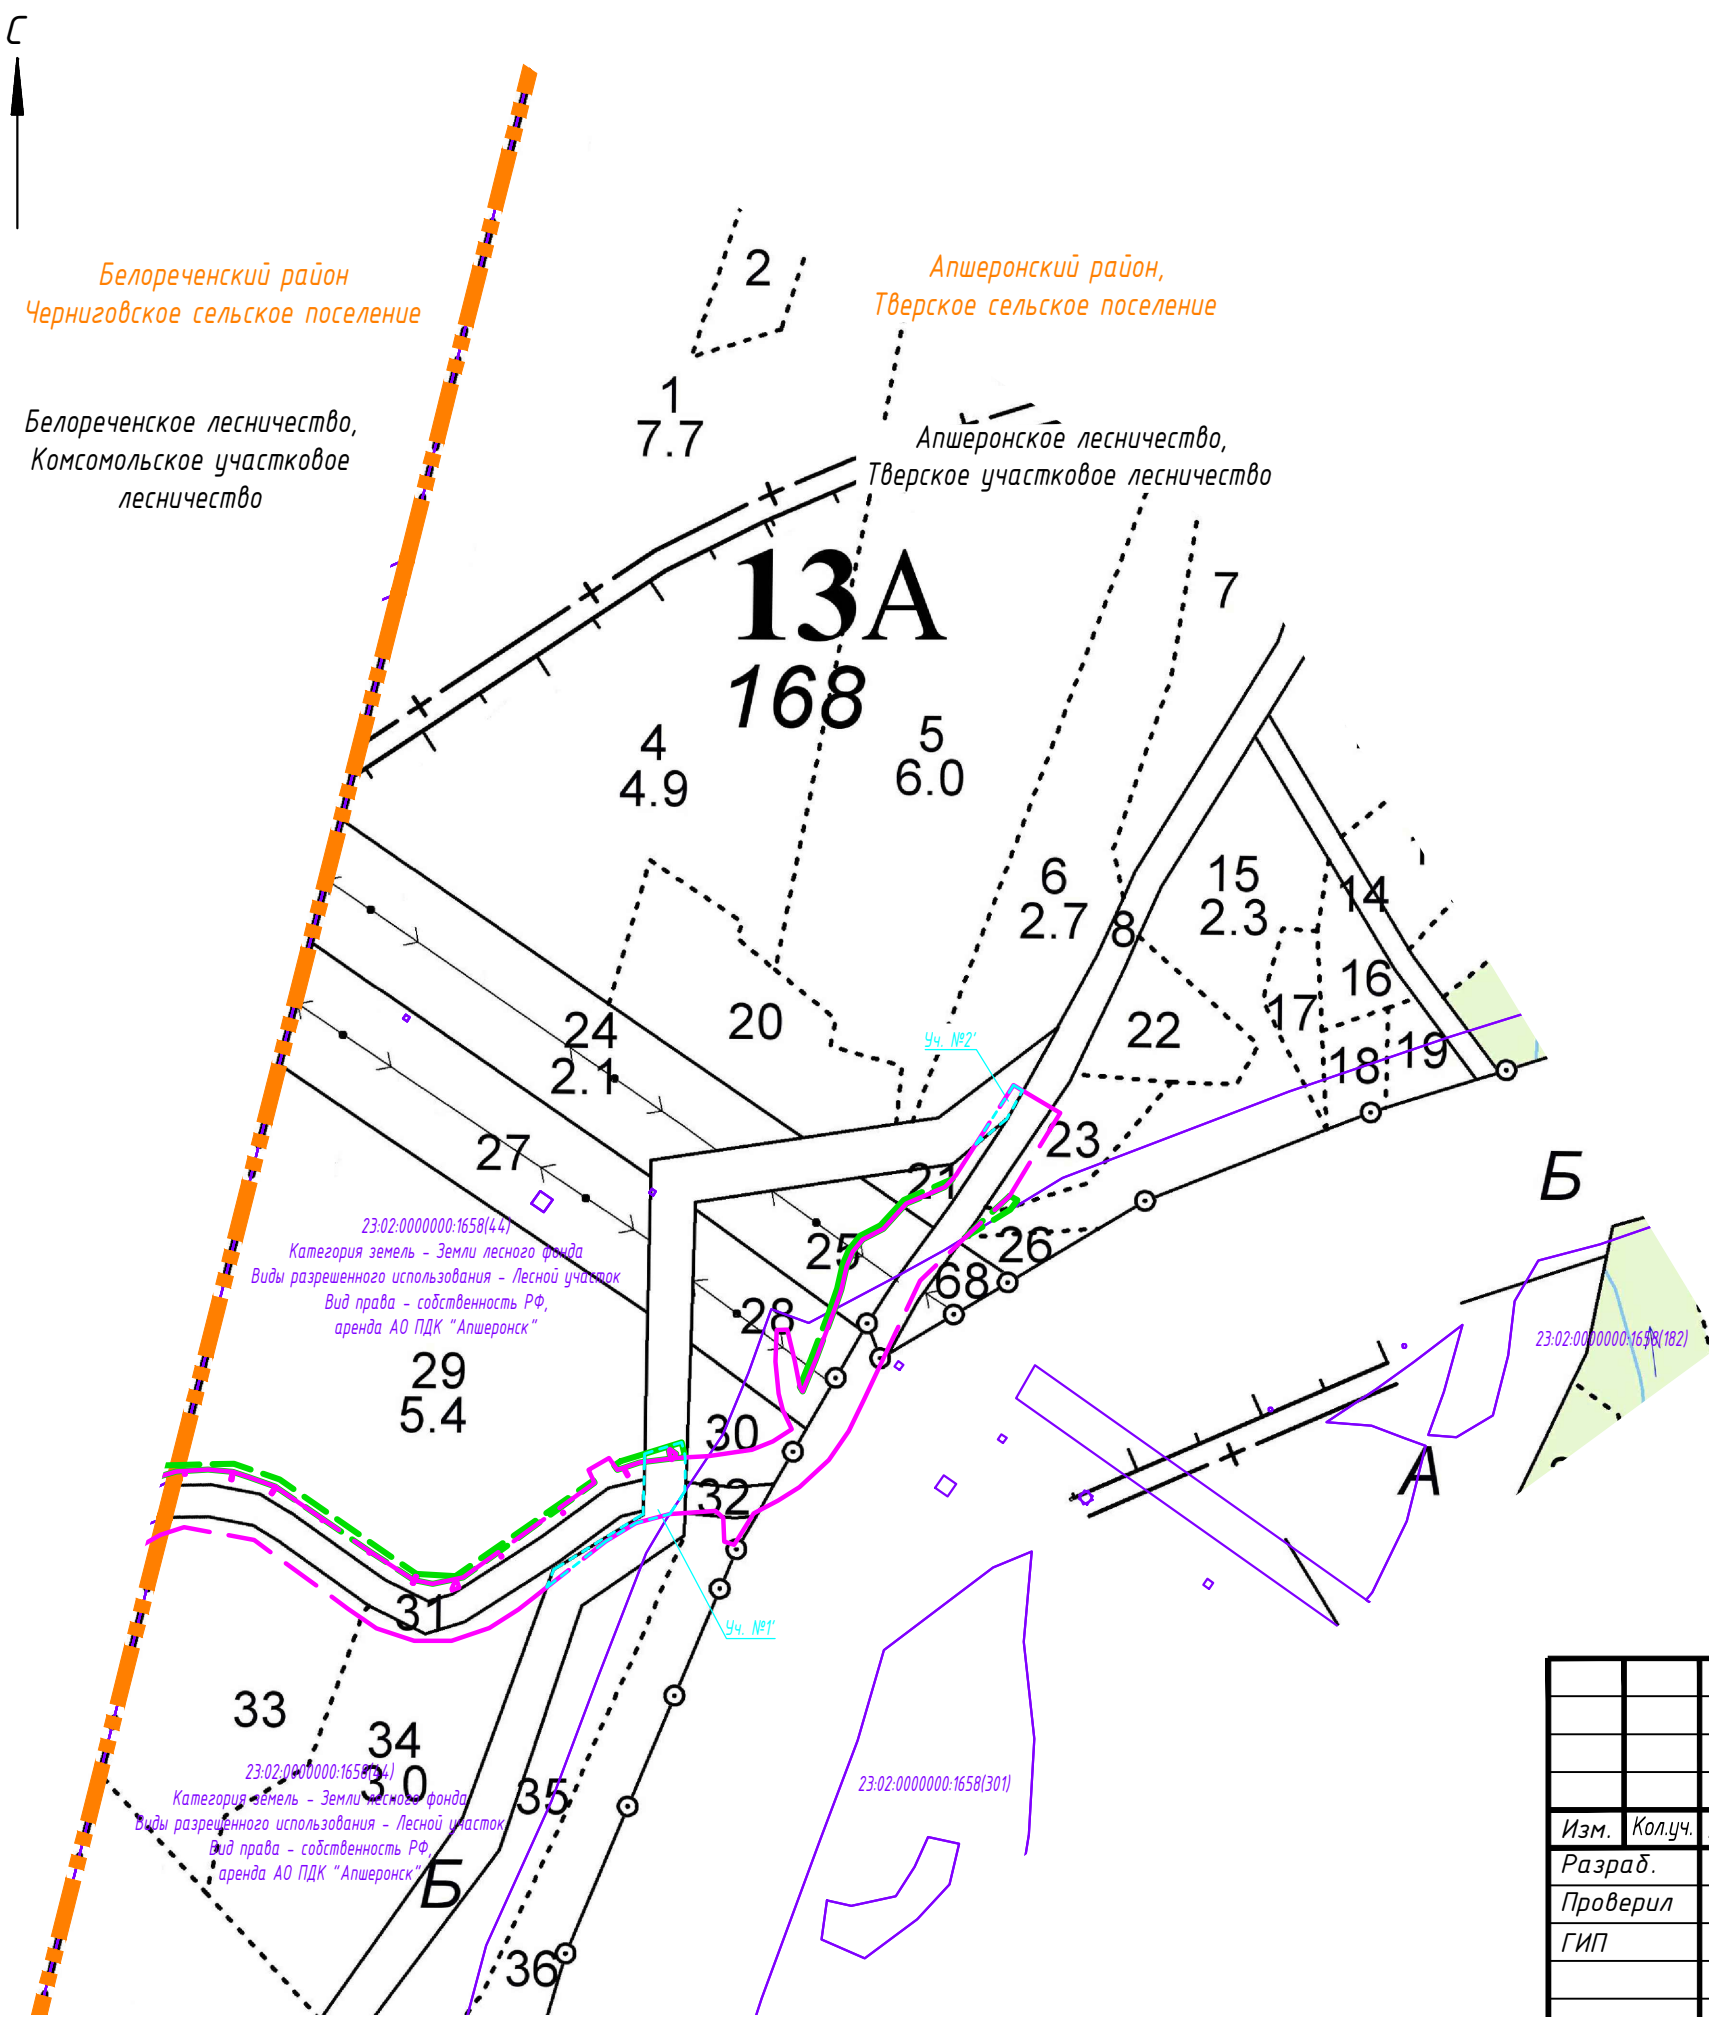 С
Белореченский район
Черниговское сельское поселение
Апшеронский район,
Тверское сельское поселение
Белореченское лесничество,
Комсомольское участковое
лесничество
Апшеронское лесничество,
Тверское участковое лесничество
2
1
7.7
13А
168
7
4
4.9
5
6.0
6
2.7
8
15
2.3
14
16
17
18
19
20
22
24
2.1
Уч. №2'
27
21
23
25
26
68
28
Б
23:02:0000000:1658(44)
Категория земель - Земли лесного фонда
Виды разрешенного использования - Лесной участок
Вид права - собственность РФ,
аренда АО ПДК "Апшеронск"
29
5.4
30
32
23:02:0000000:1658(182)
А
31
Уч. №1'
33
34
3.0
35
23:02:0000000:1658(44)
Категория земель - Земли лесного фонда
Виды разрешенного использования - Лесной участок
Вид права - собственность РФ,
аренда АО ПДК "Апшеронск"
Б
36
23:02:0000000:1658(301)
Изм. Кол.уч.
Разраб.
Проверил
ГИП